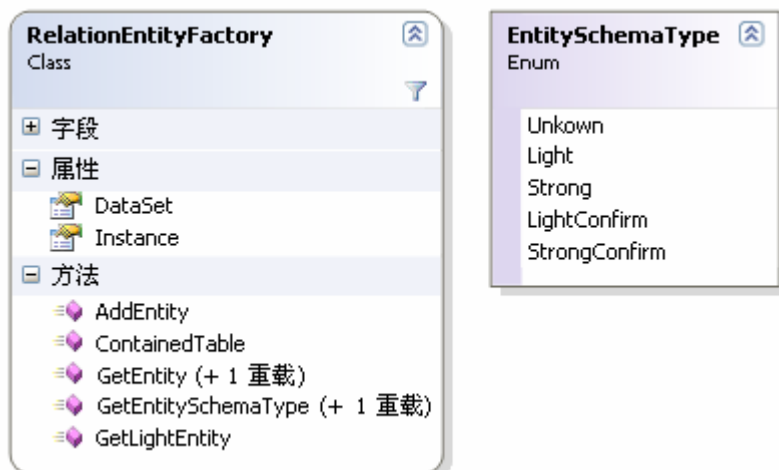 RelationEntityFactory
Class
字段
属性
DataSet
Instance
方法
AddEntity
ContainedTable
GetEntity (+ 1 重载)
GetEntitySchemaType (+ 1 重载)
GetLightEntity
EntitySchemaType
Enum
Unkown
Light
Strong
LightConfirm
StrongConfirm